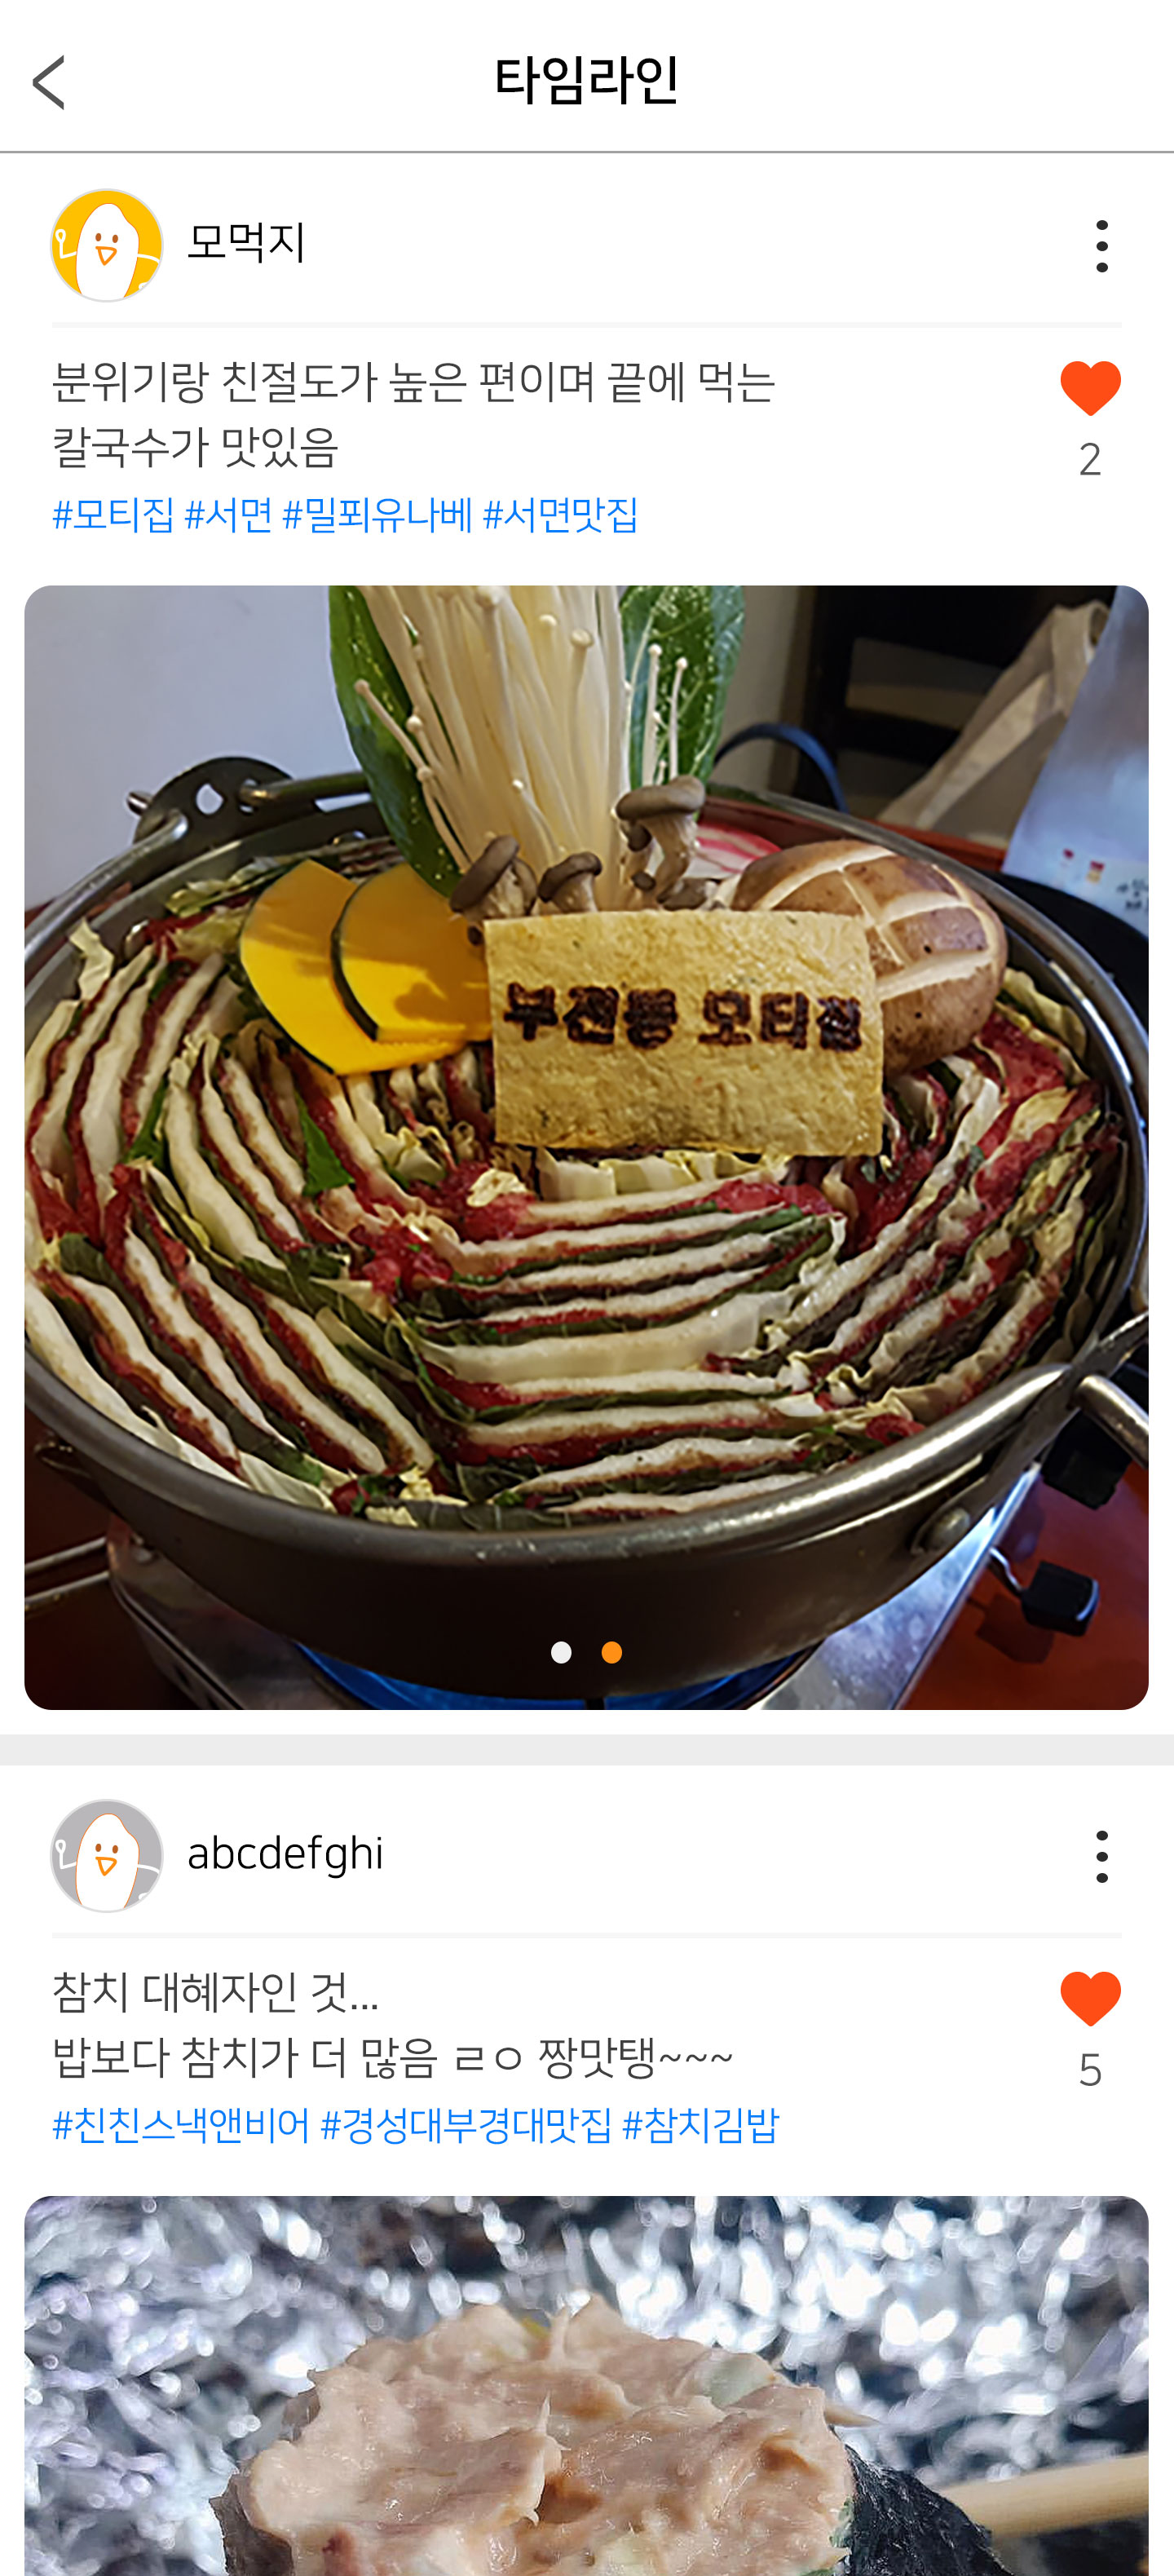 타임라인
모먹지
분위기랑 친절도가 높은 편이며 끝에 먹는
칼국수가 맛있음
2
#모티집 #서면 #밀푀유나베 #서면맛집
부전동 모티집
abcdefghi
참치 대혜자인 것...
밥보다 참치가 더 많음 ㄹㅇ 짱맛탱~~~
5
#친친스낵앤비어 #경성대부경대맛집 #참치김밥